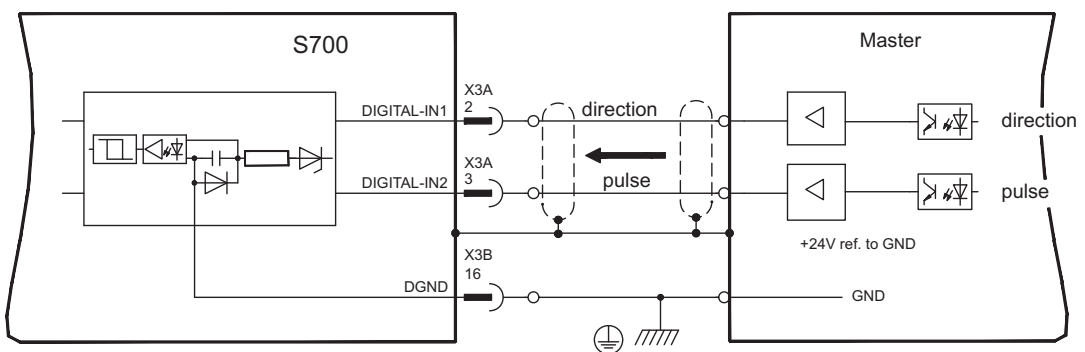 S700
Master
X3A
2
DIGITAL-IN1
direction
direction
X3A
3
DIGITAL-IN2
pulse
pulse
+24V ref. to GND
X3B
16
DGND
GND